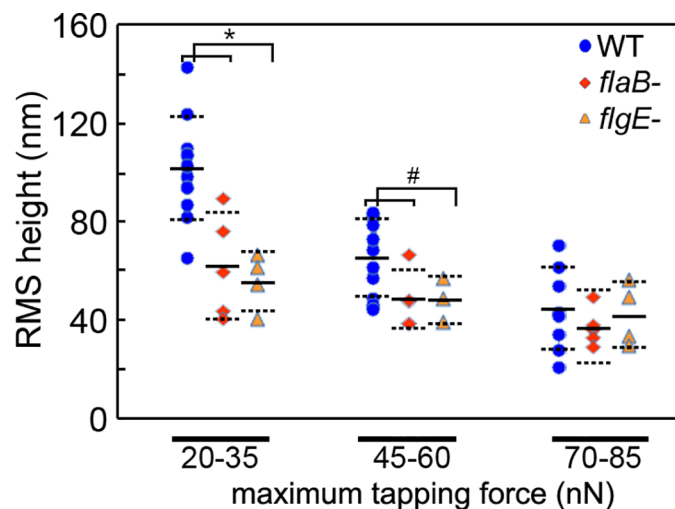 160
120
80
40
0
RMS height (nm)
*
#
WT
flaB-
flgE-
20-35 45-60 70-85
maximum tapping force (nN)